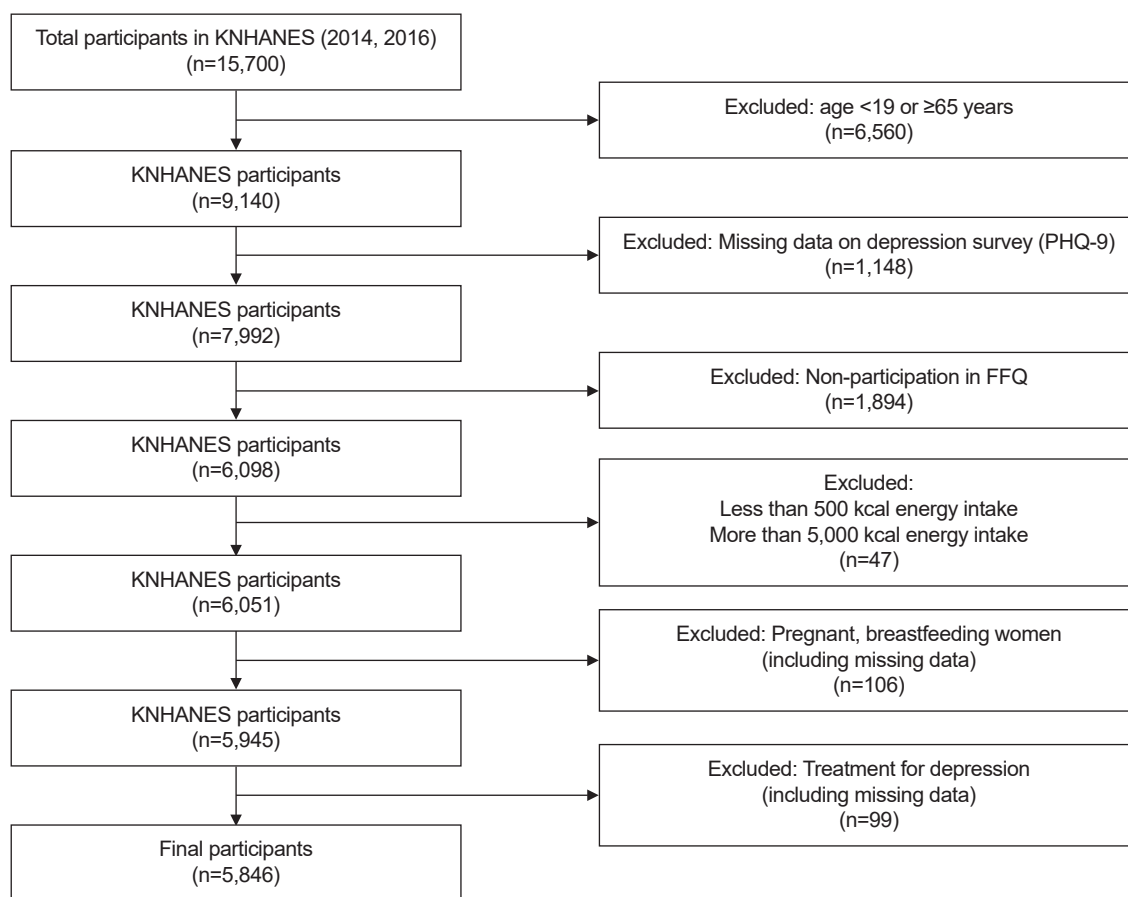 Total participants in KNHANES (2014, 2016)
(n=15,700)
Excluded: age <19 or ≥65 years
(n=6,560)
KNHANES participants
(n=9,140)
Excluded: Missing data on depression survey (PHQ-9)
(n=1,148)
KNHANES participants
(n=7,992)
Excluded: Non-participation in FFQ
(n=1,894)
KNHANES participants
(n=6,098)
Excluded:
Less than 500 kcal energy intake
More than 5,000 kcal energy intake
(n=47)
KNHANES participants
(n=6,051)
Excluded: Pregnant, breastfeeding women
(including missing data)
(n=106)
KNHANES participants
(n=5,945)
Excluded: Treatment for depression
(including missing data)
(n=99)
Final participants
(n=5,846)